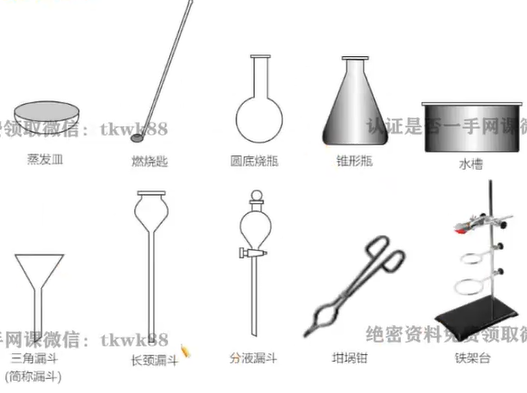 费领取微信：tkwk88
认证是否一手网课微
蒸发皿
燃烧匙
圆底烧瓶
锥形瓶
水槽
非网课微信：tkwk88
绝密资料免费领取微
三角漏斗
(简称漏斗)
长颈漏斗
分液漏斗
坩埚钳
铁架台